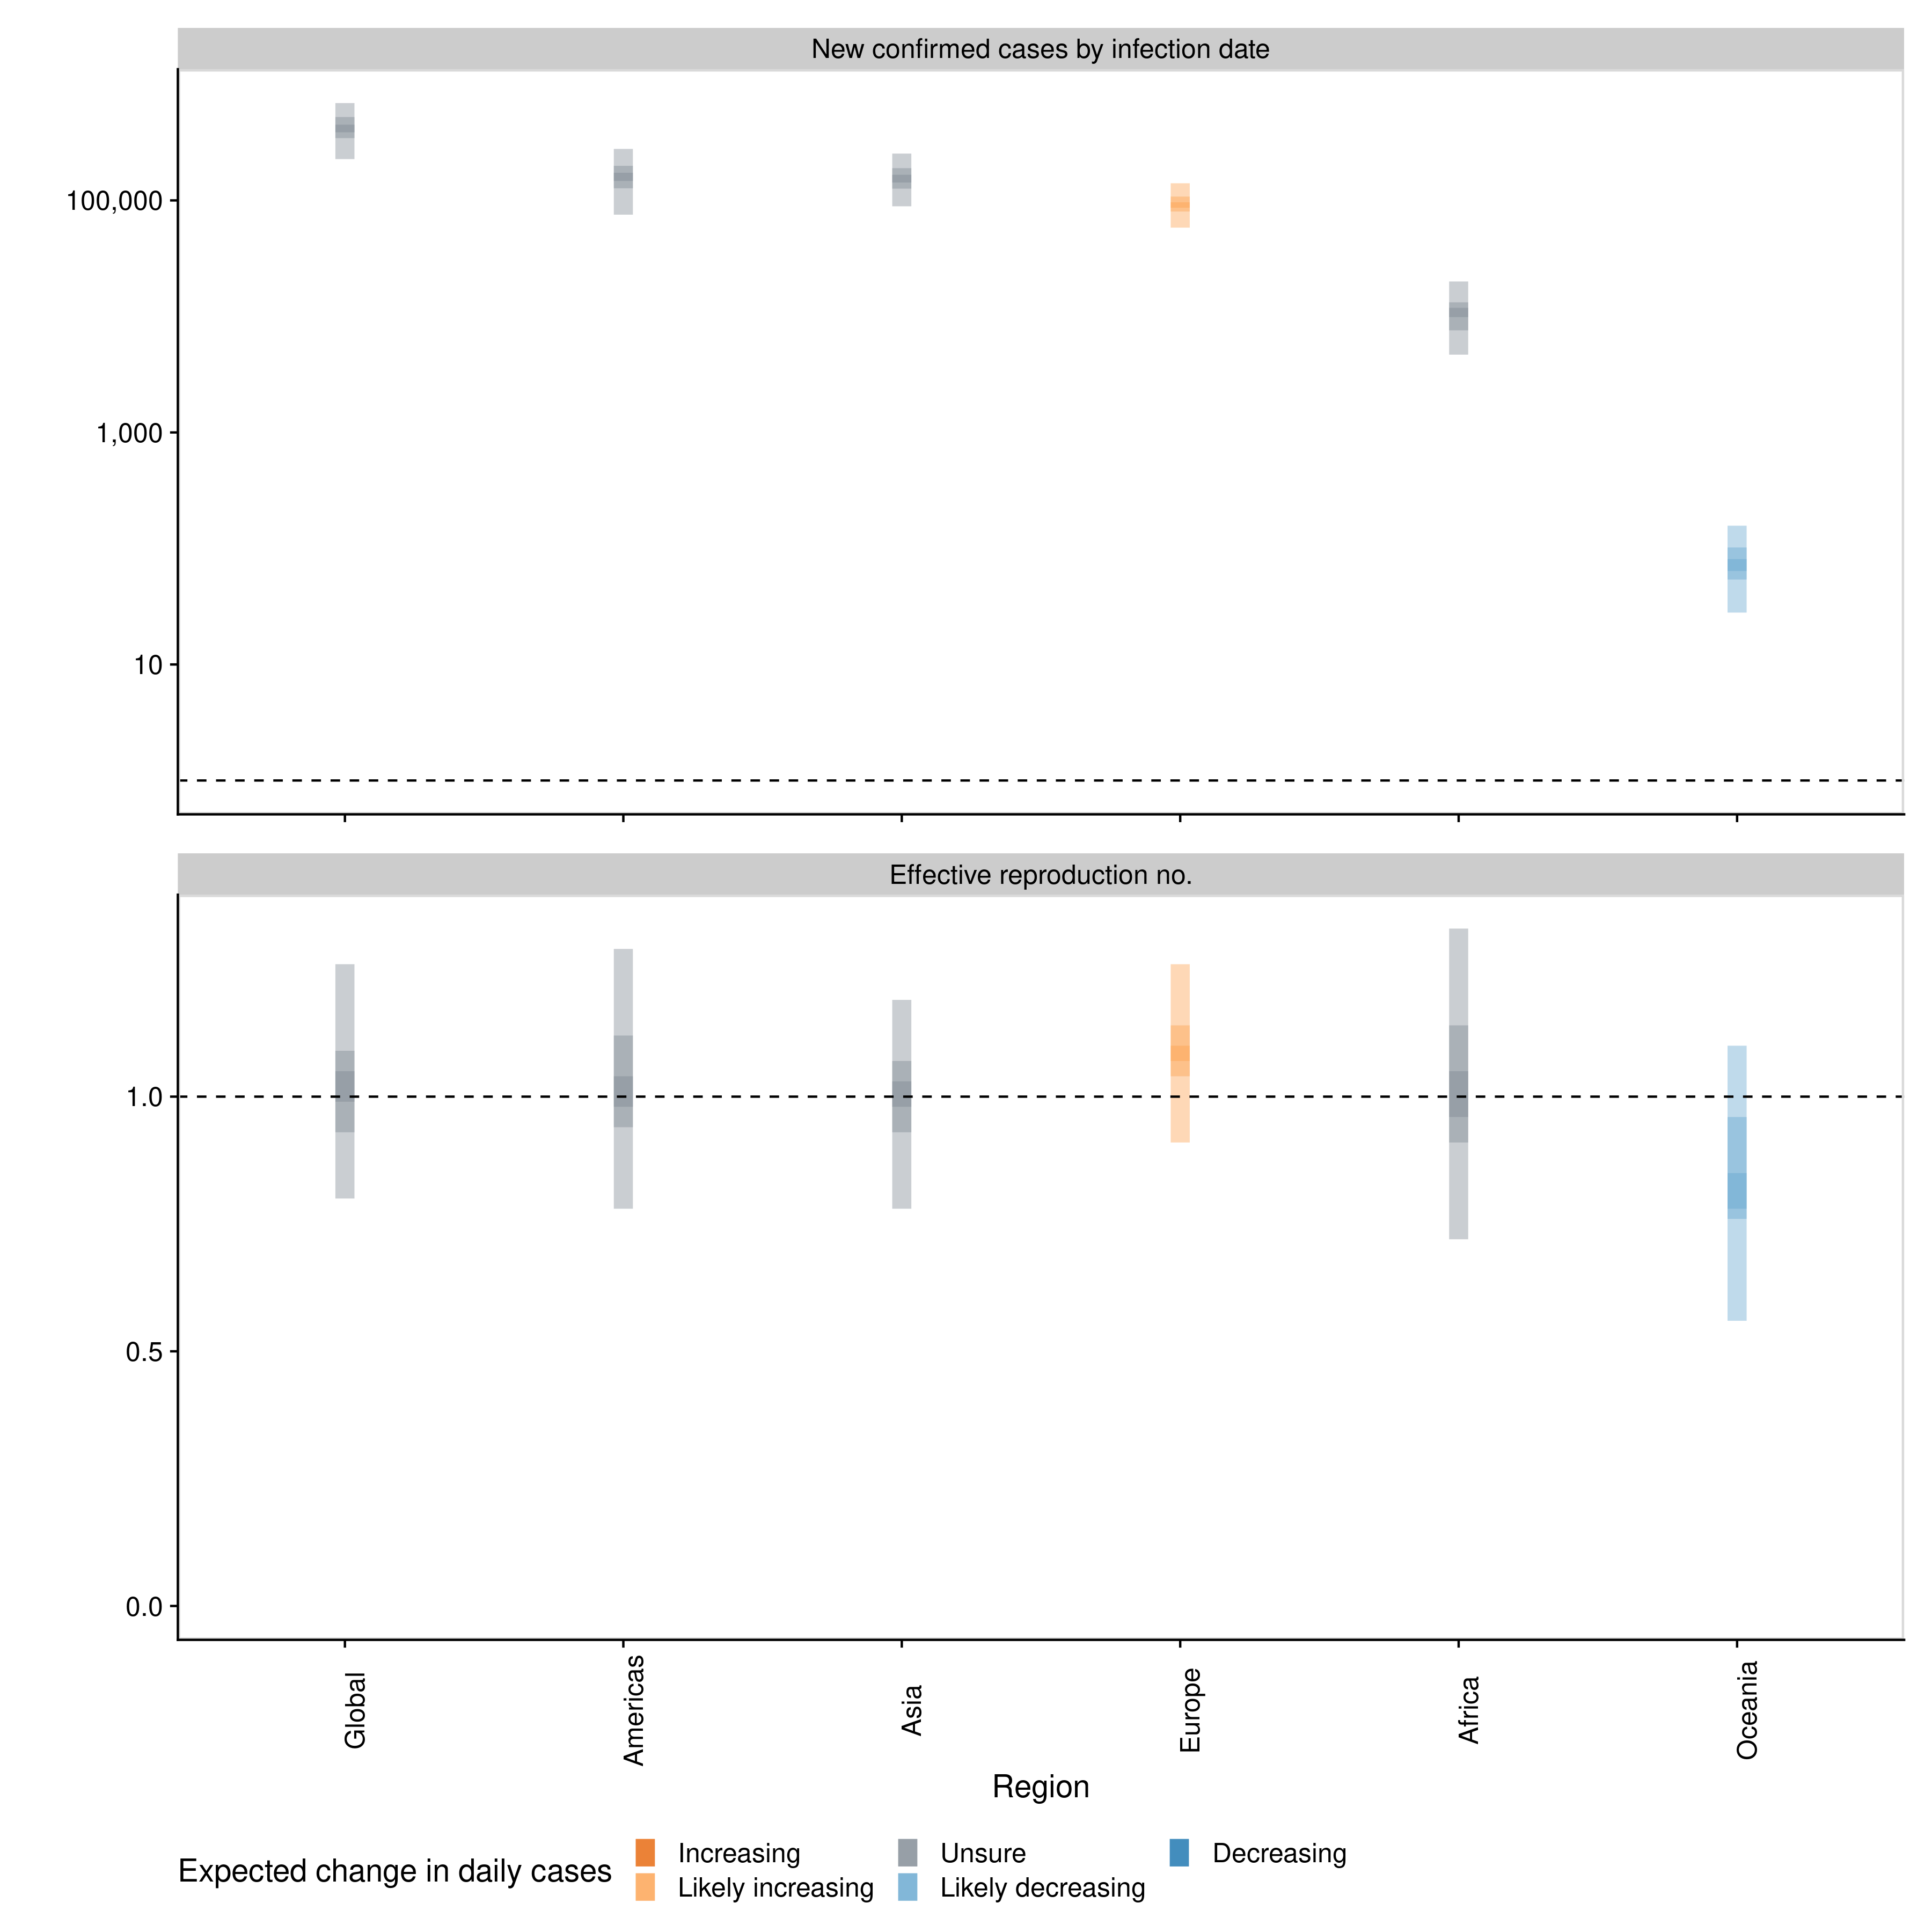 New confirmed cases by infection date
100,000
1,000
10
Effective reproduction no.
1.0
0.5
0.0
Global
Americas
Asia
Europe
Africa
Oceania
Region
Expected change in daily cases
Increasing
Likely increasing
Unsure
Likely decreasing
Decreasing